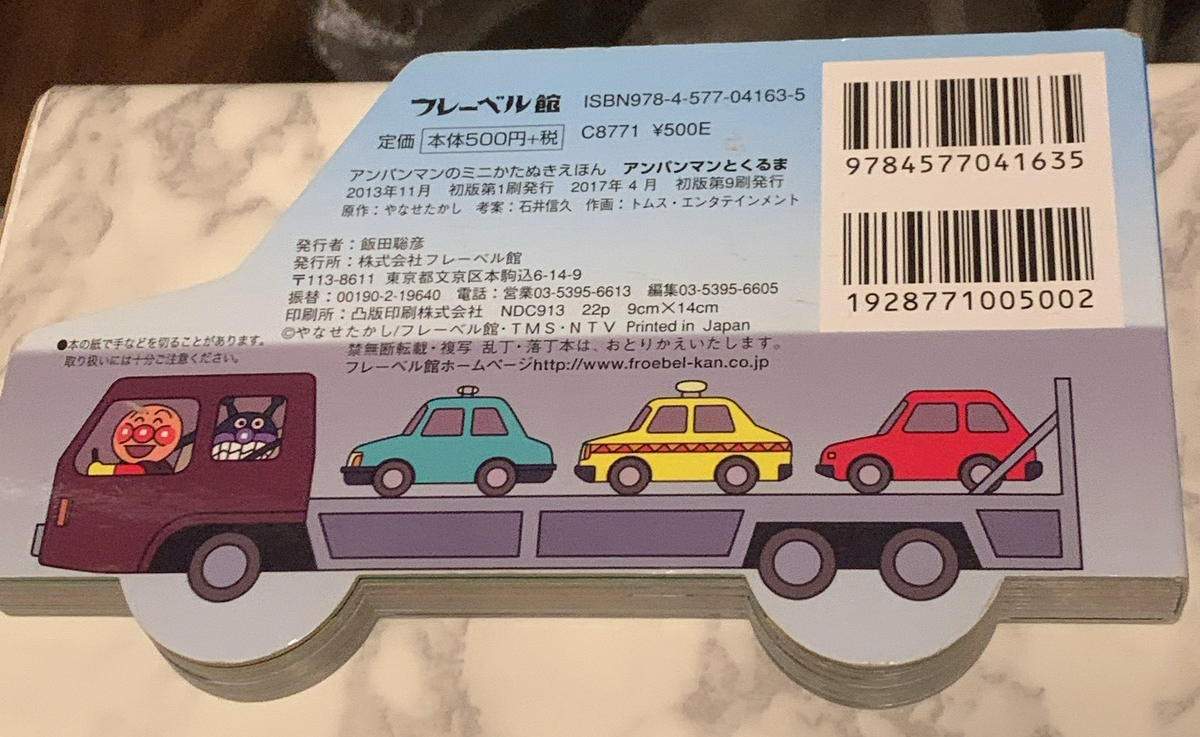 フレーベル館 ISBN978-4-577-04163-5
定価 本体500円+税 C8771 ¥500E
アンパンマンのミニかたぬきえほん アンパンマンとくるま
2013年11月 初版第1刷発行 2017年4月 初版第9刷発行
原作：やなせたかし 考案：石井信久 作画：トムス・エンタテインメント
発行者：飯田聡彦
発行所：株式会社フレーベル館
〒113-8611 東京都文京区本駒込6-14-9
振替：00190-2-19640 電話：営業03-5395-6613 編集03-5395-6605
印刷所：凸版印刷株式会社 NDC913 22p 9cm×14cm
©やなせたかし/フレーベル館・TMS・NTV Printed in Japan
禁無断転載・複写 乱丁・落丁本は、おとりかえいたします。
フレーベル館ホームページhttp://www.froebel-kan.co.jp
●本の紙で手などを切ることがあります。
取り扱いには十分ご注意ください。
9784577041635
1928771005002